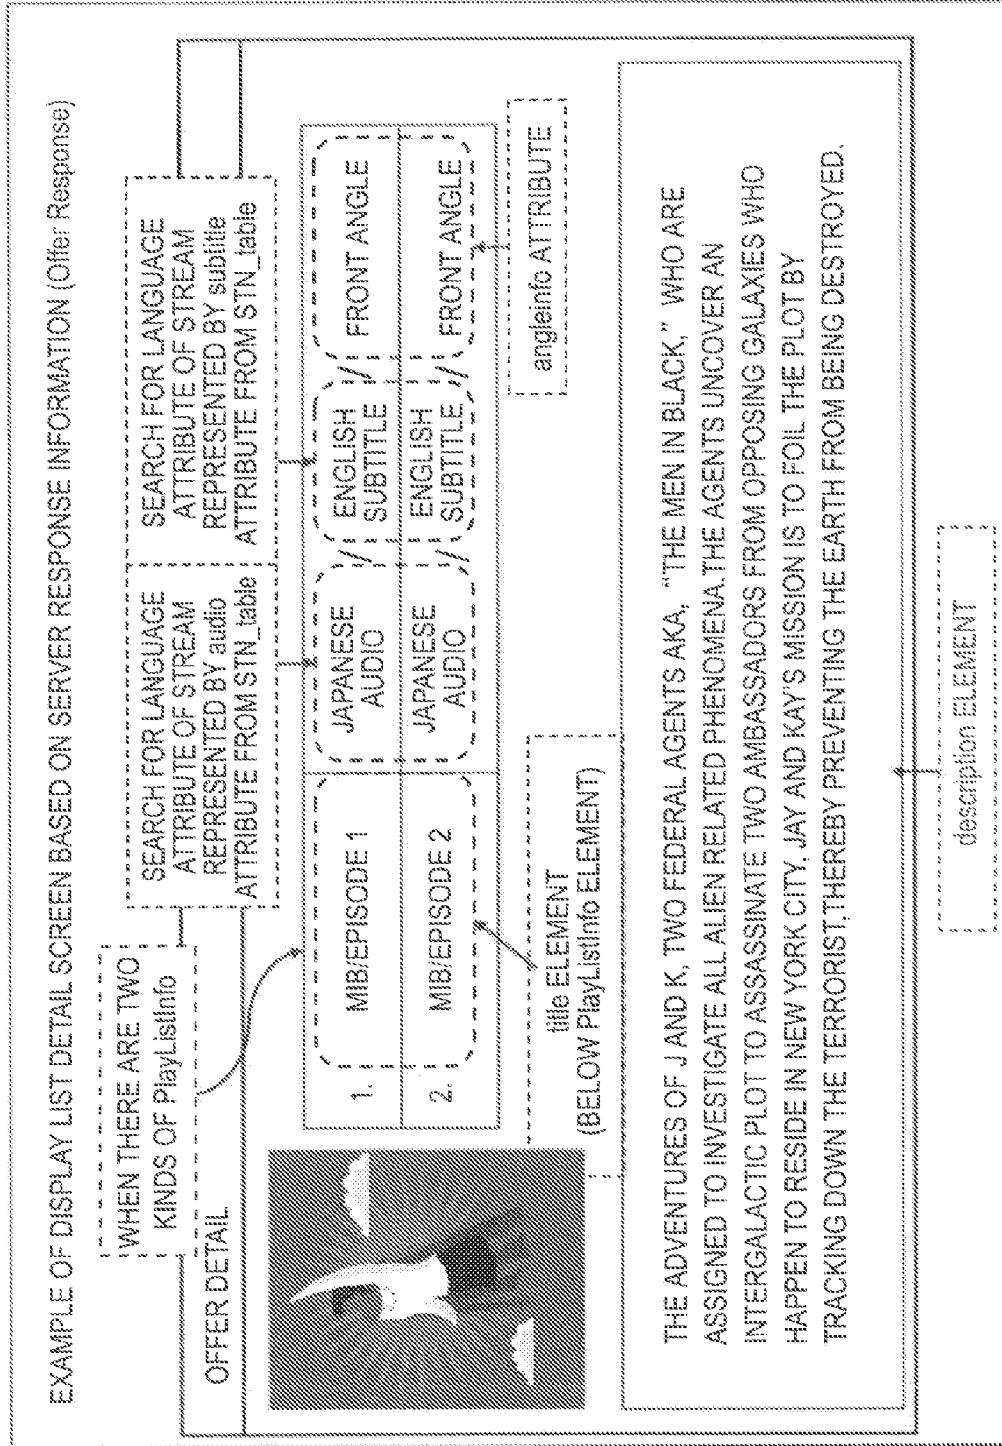 EXAMPLE OF DISPLAY LIST DETAIL SCREEN BASED ON SERVER RESPONSE INFORMATION (Offer Response)
WHEN THERE ARE TWO
KINDS OF PlayListInfo
SEARCH FOR LANGUAGE
ATTRIBUTE OF STREAM
REPRESENTED BY audio
ATTRIBUTE FROM STN_table
SEARCH FOR LANGUAGE
ATTRIBUTE OF STREAM
REPRESENTED BY subtitle
ATTRIBUTE FROM STN_table
OFFER DETAIL
1. MIB/EPISODE 1 JAPANESE AUDIO / ENGLISH SUBTITLE / FRONT ANGLE
2. MIB/EPISODE 2 JAPANESE AUDIO / ENGLISH SUBTITLE / FRONT ANGLE
title ELEMENT
(BELOW PlayListInfo ELEMENT)
angleinfo ATTRIBUTE
THE ADVENTURES OF J AND K, TWO FEDERAL AGENTS AKA, "THE MEN IN BLACK," WHO ARE
ASSIGNED TO INVESTIGATE ALL ALIEN RELATED PHENOMENA.THE AGENTS UNCOVER AN
INTERGALACTIC PLOT TO ASSASSINATE TWO AMBASSADORS FROM OPPOSING GALAXIES WHO
HAPPEN TO RESIDE IN NEW YORK CITY. JAY AND KAY'S MISSION IS TO FOIL THE PLOT BY
TRACKING DOWN THE TERRORIST,THEREBY PREVENTING THE EARTH FROM BEING DESTROYED.
description ELEMENT